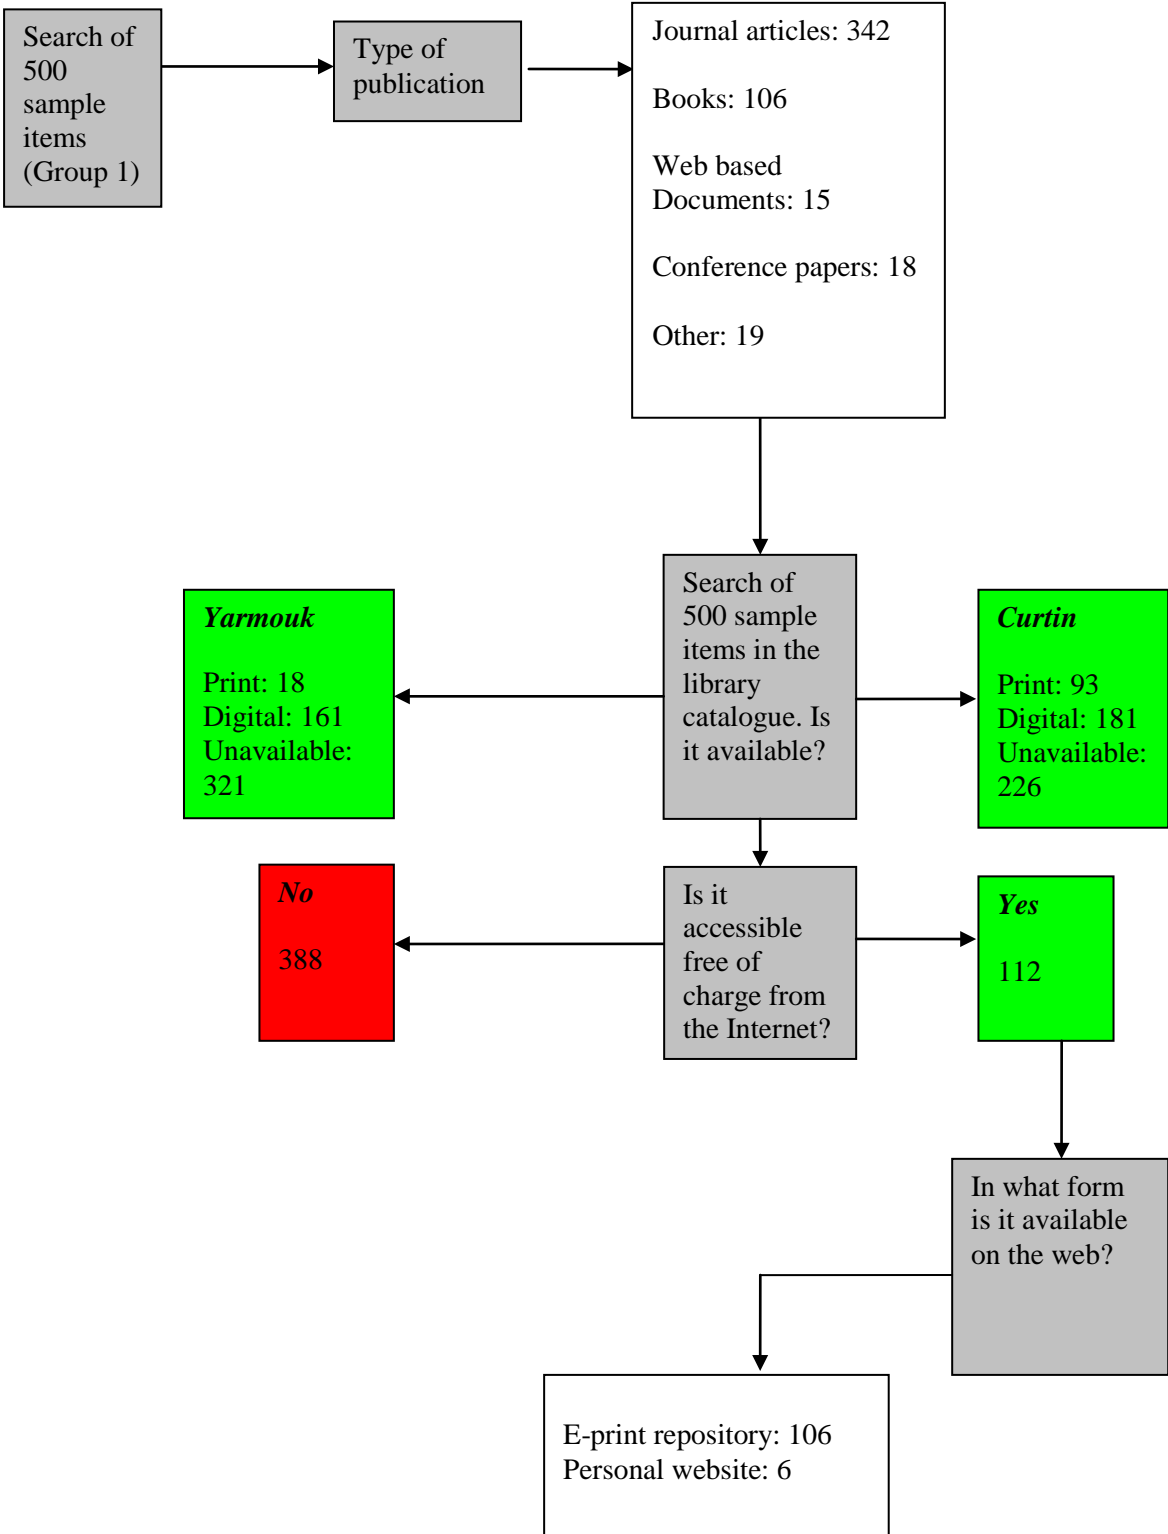 Search of
500
sample
items
(Group 1)
Type of
publication
Journal articles: 342
Books: 106
Web based
Documents: 15
Conference papers: 18
Other: 19
Yarmouk
Print: 18
Digital: 161
Unavailable:
321
Search of
500 sample
items in the
library
catalogue. Is
it available?
Curtin
Print: 93
Digital: 181
Unavailable:
226
No
388
Is it
accessible
free of
charge from
the Internet?
Yes
112
In what form
is it available
on the web?
E-print repository: 106
Personal website: 6